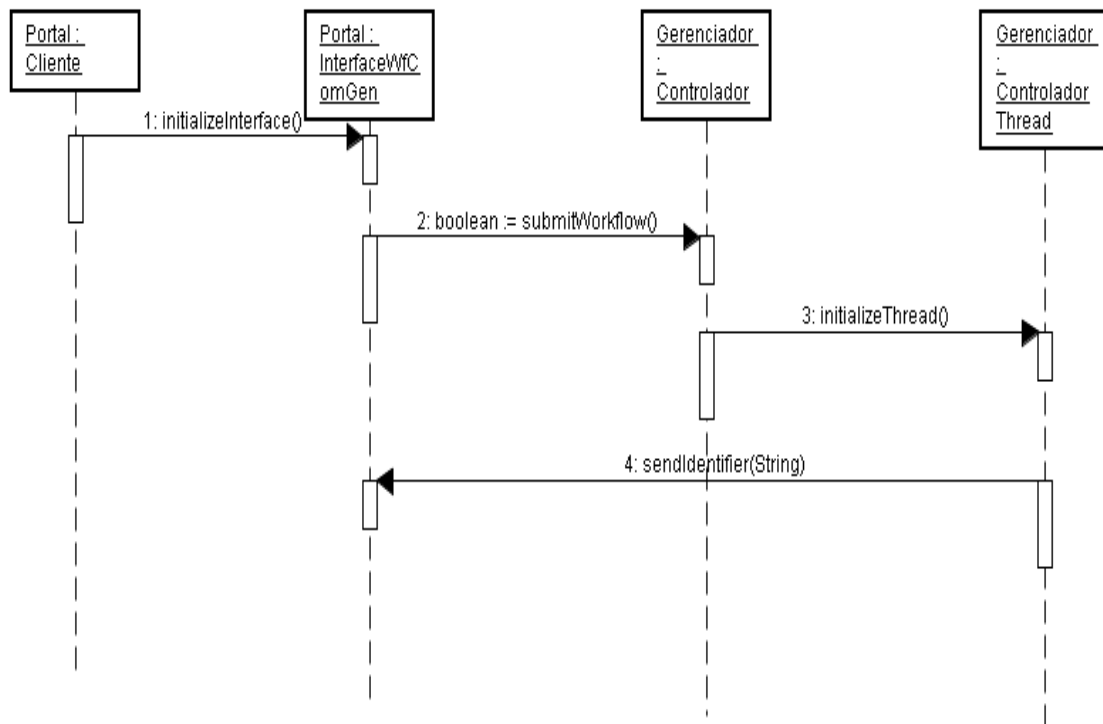 Portal :
Cliente
Portal :
InterfaceWfC
omGen
Gerenciador
:
Controlador
Gerenciador
:
Controlador
Thread
1: initializeInterface()
2: boolean := submitWorkflow()
3: initializeThread()
4: sendIdentifier(String)